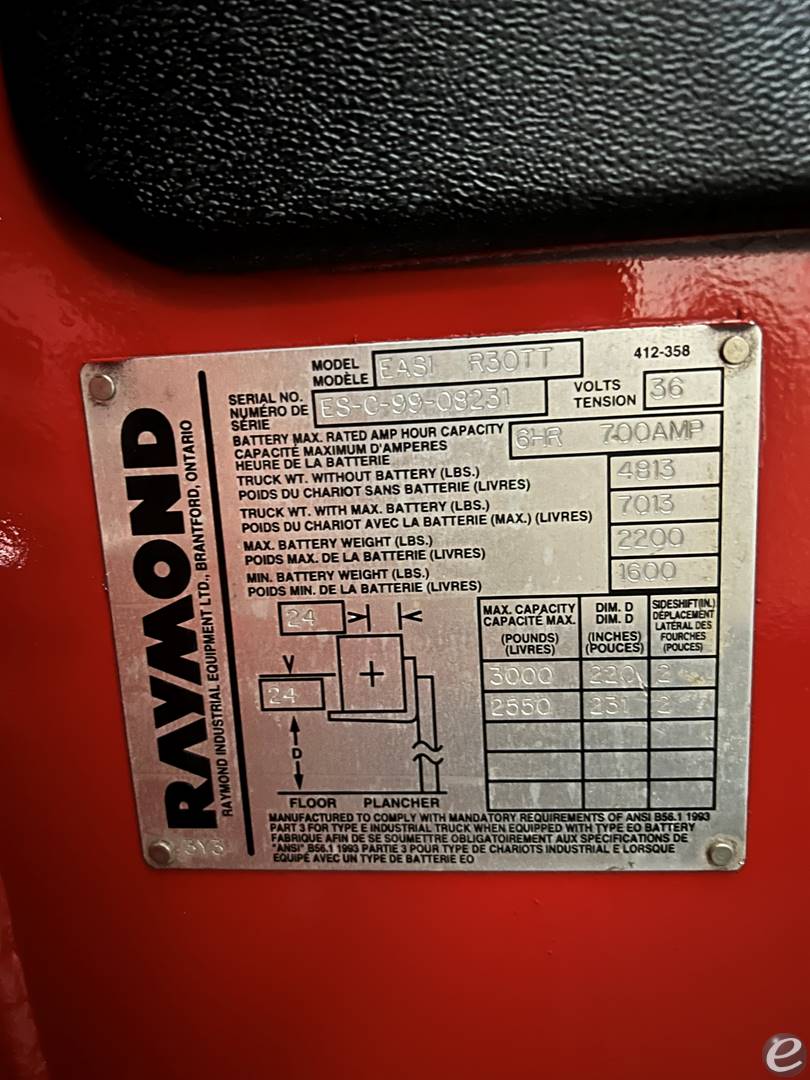 RAYMOND
RAYMOND INDUSTRIAL EQUIPMENT LTD., BRANTFORD, ONTARIO
MODEL
MODÈLE
EASI R30TT
412-358
SERIAL NO.
NUMÉRO DE
SÉRIE
ES-C-99-08231
VOLTS
TENSION
36
BATTERY MAX. RATED AMP HOUR CAPACITY
CAPACITÉ MAXIMUM D'AMPERES
HEURE DE LA BATTERIE
6HR 700AMP
TRUCK WT. WITHOUT BATTERY (LBS.)
POIDS DU CHARIOT SANS BATTERIE (LIVRES)
4813
TRUCK WT. WITH MAX. BATTERY (LBS.)
POIDS DU CHARIOT AVEC LA BATTERIE (MAX.) (LIVRES)
7013
MAX. BATTERY WEIGHT (LBS.)
POIDS MAX. DE LA BATTERIE (LIVRES)
2200
MIN. BATTERY WEIGHT (LBS.)
POIDS MIN. DE LA BATTERIE (LIVRES)
1600
24
24
D
FLOOR PLANCHER
MAX. CAPACITY
CAPACITÉ MAX.
(POUNDS)
(LIVRES)
DIM. D
DIM. D
(INCHES)
(POUCES)
SIDESHIFT(IN.)
DÉPLACEMENT
LATÉRAL DES
FOURCHES
(POUCES)
3000 220 2
2550 231 2
MANUFACTURED TO COMPLY WITH MANDATORY REQUIREMENTS OF ANSI B56.1 1993
PART 3 FOR TYPE E INDUSTRIAL TRUCK WHEN EQUIPPED WITH TYPE EO BATTERY
FABRIQUE AFIN DE SE SOUMETTRE OBLIGATOIREMENT AUX SPECIFICATIONS DE
"ANSI" B56.1 1993 PARTIE 3 POUR TYPE DE CHARIOTS INDUSTRIAL E LORSQUE
EQUIPÉ AVEC UN TYPE DE BATTERIE EO
3Y3
e